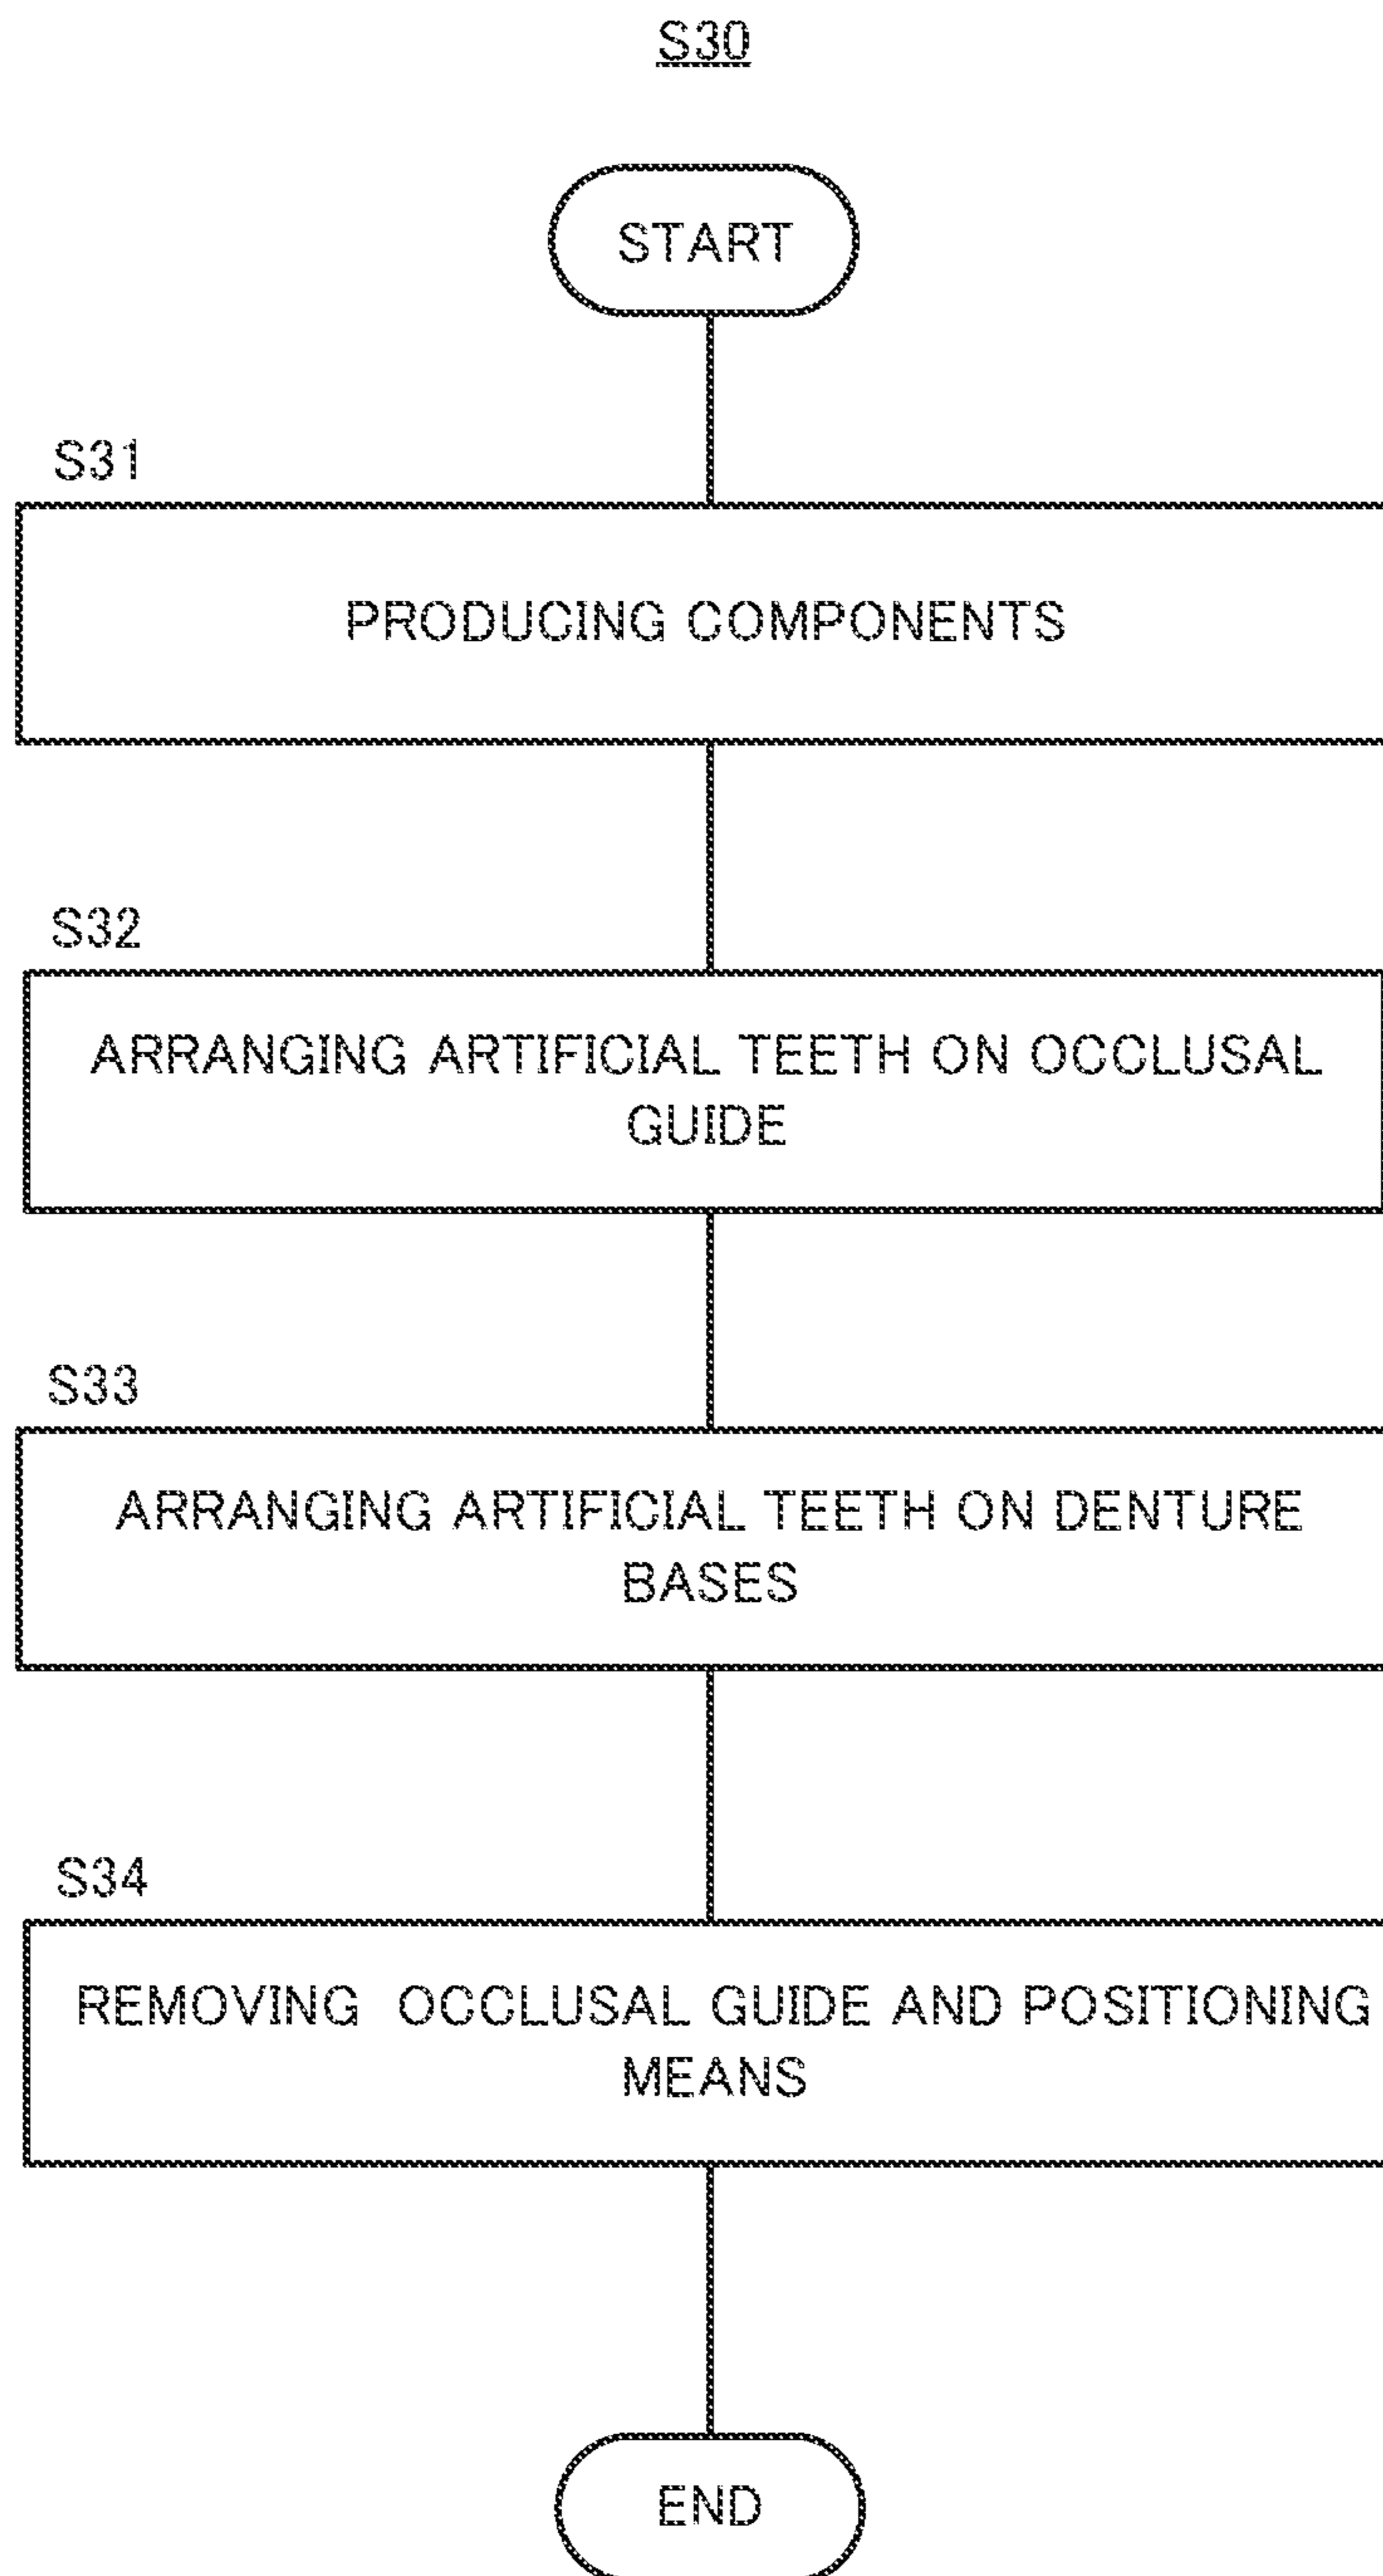 S30
START
S31
PRODUCING COMPONENTS
S32
ARRANGING ARTIFICIAL TEETH ON OCCLUSAL
GUIDE
S33
ARRANGING ARTIFICIAL TEETH ON DENTURE
BASES
S34
REMOVING OCCLUSAL GUIDE AND POSITIONING
MEANS
END